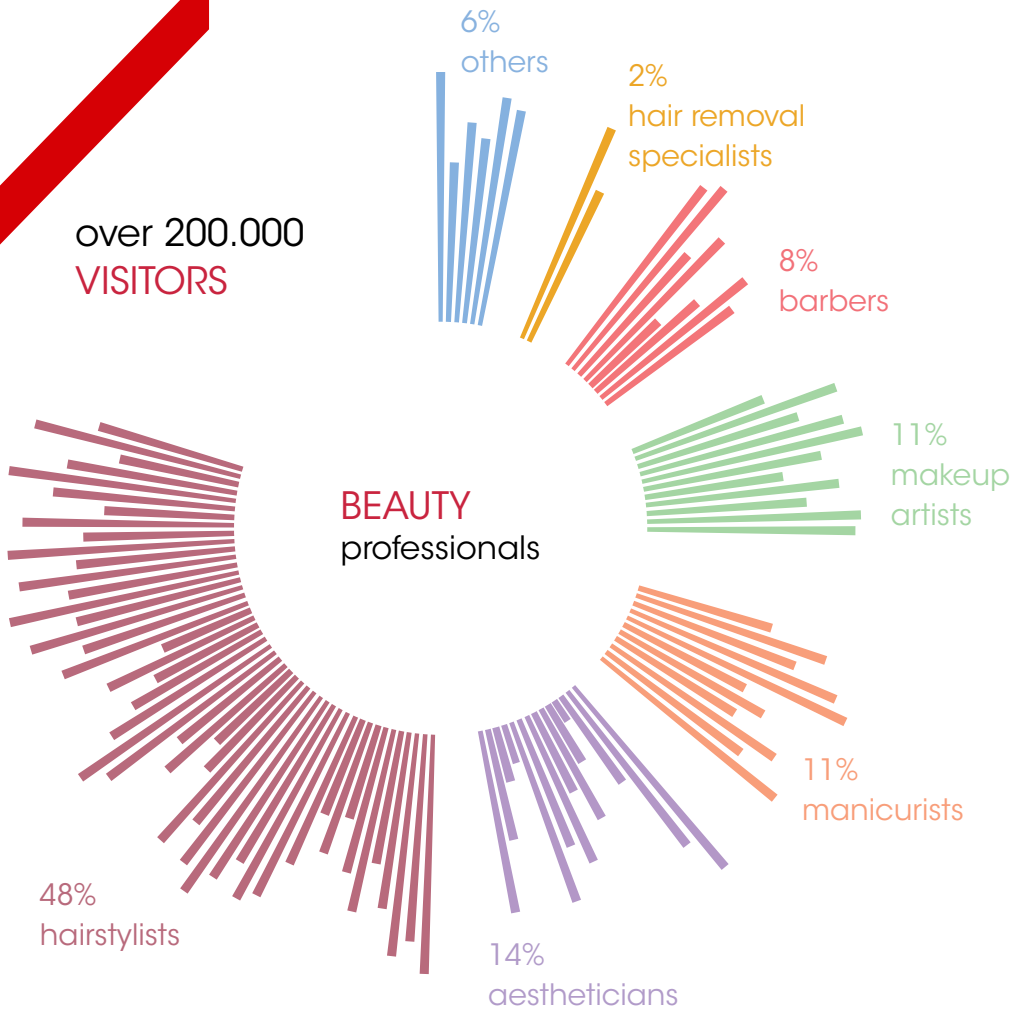 6%
others
2%
hair removal
specialists
over 200.000
VISITORS
8%
barbers
11%
makeup
artists
BEAUTY
professionals
11%
manicurists
48%
hairstylists
14%
aestheticians